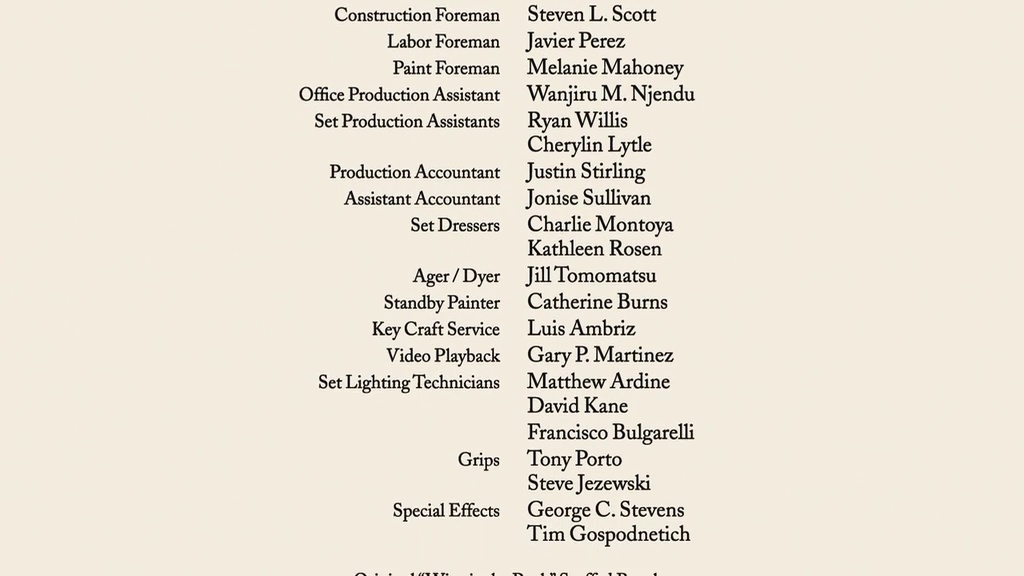 Construction Foreman Steven L. Scott
Labor Foreman Javier Perez
Paint Foreman Melanie Mahoney
Office Production Assistant Wanjiru M. Njendu
Set Production Assistants Ryan Willis
Cherylin Lytle
Production Accountant Justin Stirling
Assistant Accountant Jonise Sullivan
Set Dressers Charlie Montoya
Kathleen Rosen
Ager / Dyer Jill Tomomatsu
Standby Painter Catherine Burns
Key Craft Service Luis Ambriz
Video Playback Gary P. Martinez
Set Lighting Technicians Matthew Ardine
David Kane
Francisco Bulgarelli
Grips Tony Porto
Steve Jezewski
Special Effects George C. Stevens
Tim Gospodnetich